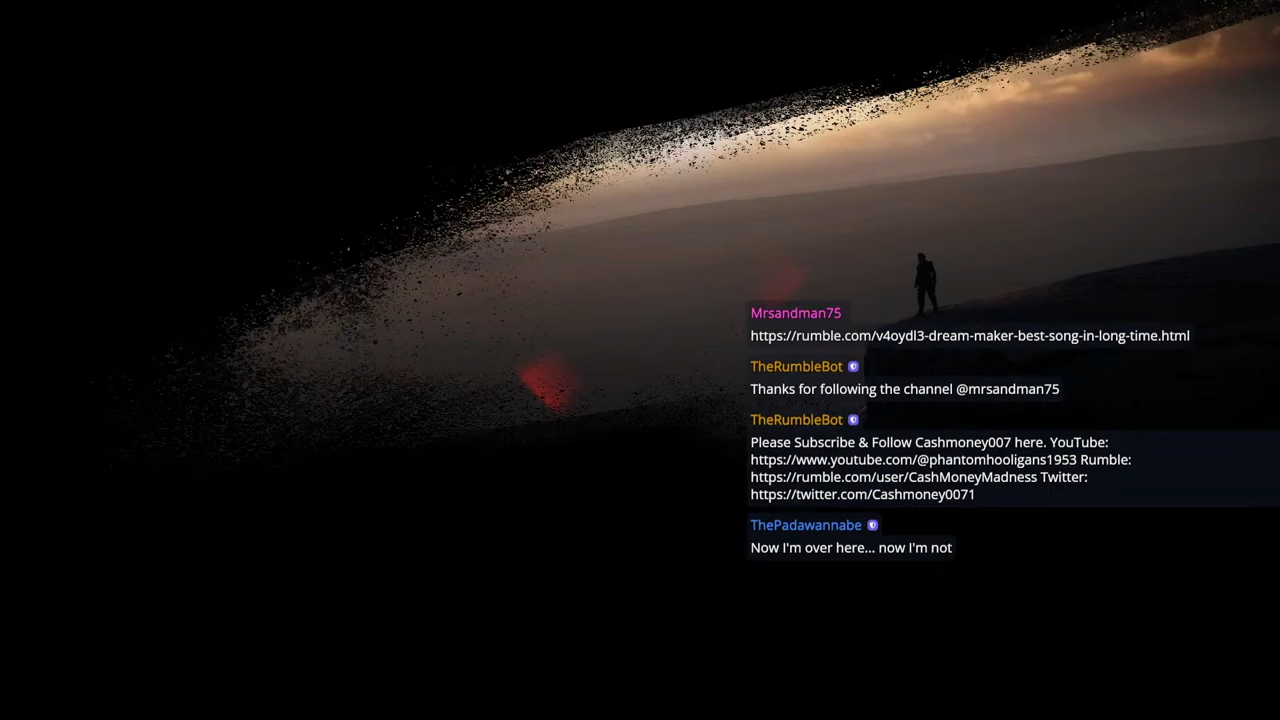 Mrsandman75
https://rumble.com/v4oydl3-dream-maker-best-song-in-long-time.html
TheRumbleBot
Thanks for following the channel @mrsandman75
TheRumbleBot
Please Subscribe & Follow Cashmoney007 here. YouTube:
https://www.youtube.com/@phantomhooligans1953 Rumble:
https://rumble.com/user/CashMoneyMadness Twitter:
https://twitter.com/Cashmoney0071
ThePadawannabe
Now I'm over here... now I'm not